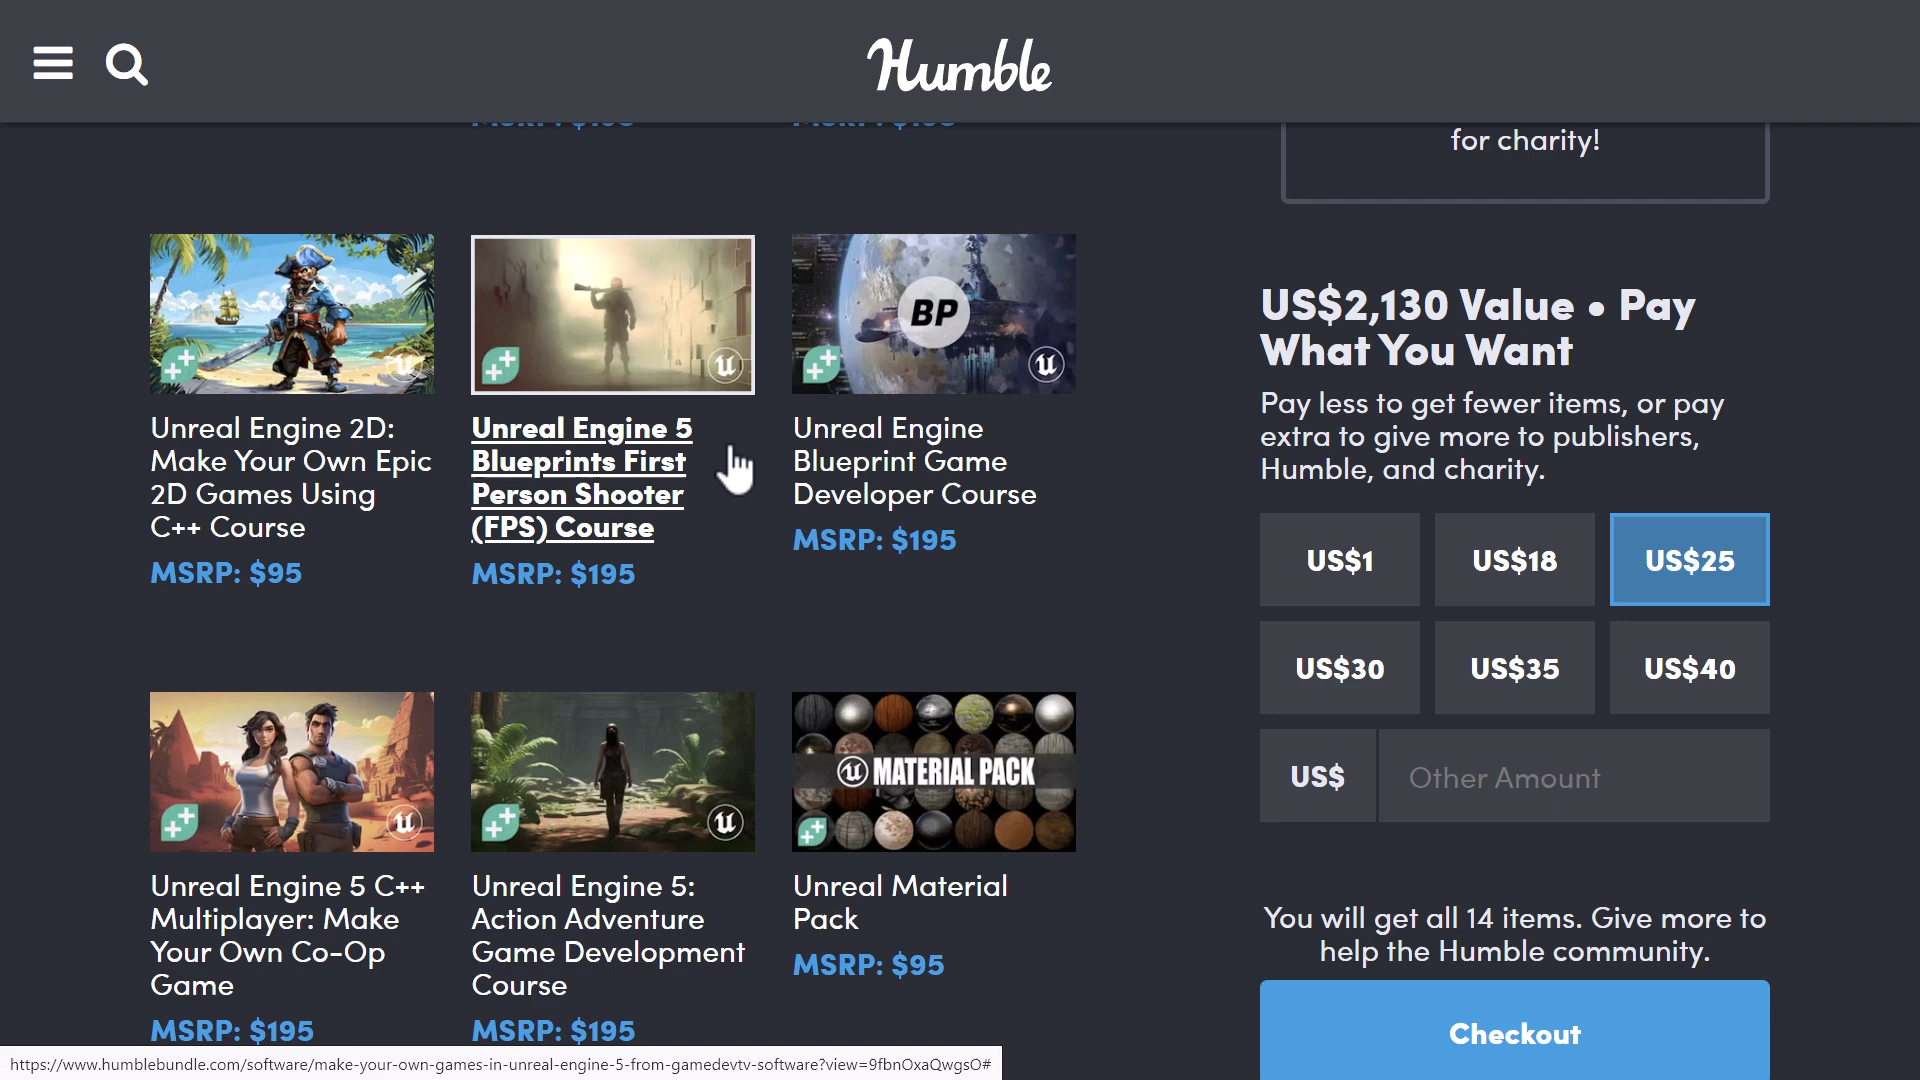 Humble
for charity!
Unreal Engine 2D:
Make Your Own Epic
2D Games Using
C++ Course
MSRP: $95
Unreal Engine 5
Blueprints First
Person Shooter
(FPS) Course
MSRP: $195
BP
Unreal Engine
Blueprint Game
Developer Course
MSRP: $195
Unreal Engine 5 C++
Multiplayer: Make
Your Own Co-Op
Game
MSRP: $195
Unreal Engine 5:
Action Adventure
Game Development
Course
MSRP: $195
MATERIAL PACK
Unreal Material
Pack
MSRP: $95
US$2,130 Value • Pay
What You Want
Pay less to get fewer items, or pay
extra to give more to publishers,
Humble, and charity.
US$1 US$18 US$25
US$30 US$35 US$40
US$ Other Amount
You will get all 14 items. Give more to
help the Humble community.
Checkout
https://www.humblebundle.com/software/make-your-own-games-in-unreal-engine-5-from-gamedevtv-software?view=9fbnOxaQwgsO#